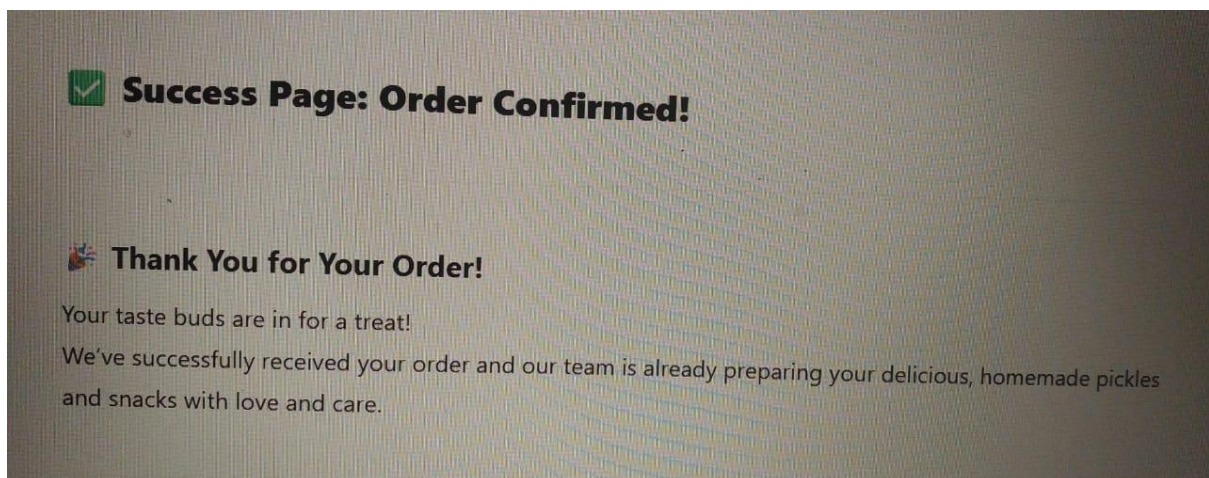 ✅ Success Page: Order Confirmed!
🎉 Thank You for Your Order!
Your taste buds are in for a treat!
We've successfully received your order and our team is already preparing your delicious, homemade pickles
and snacks with love and care.